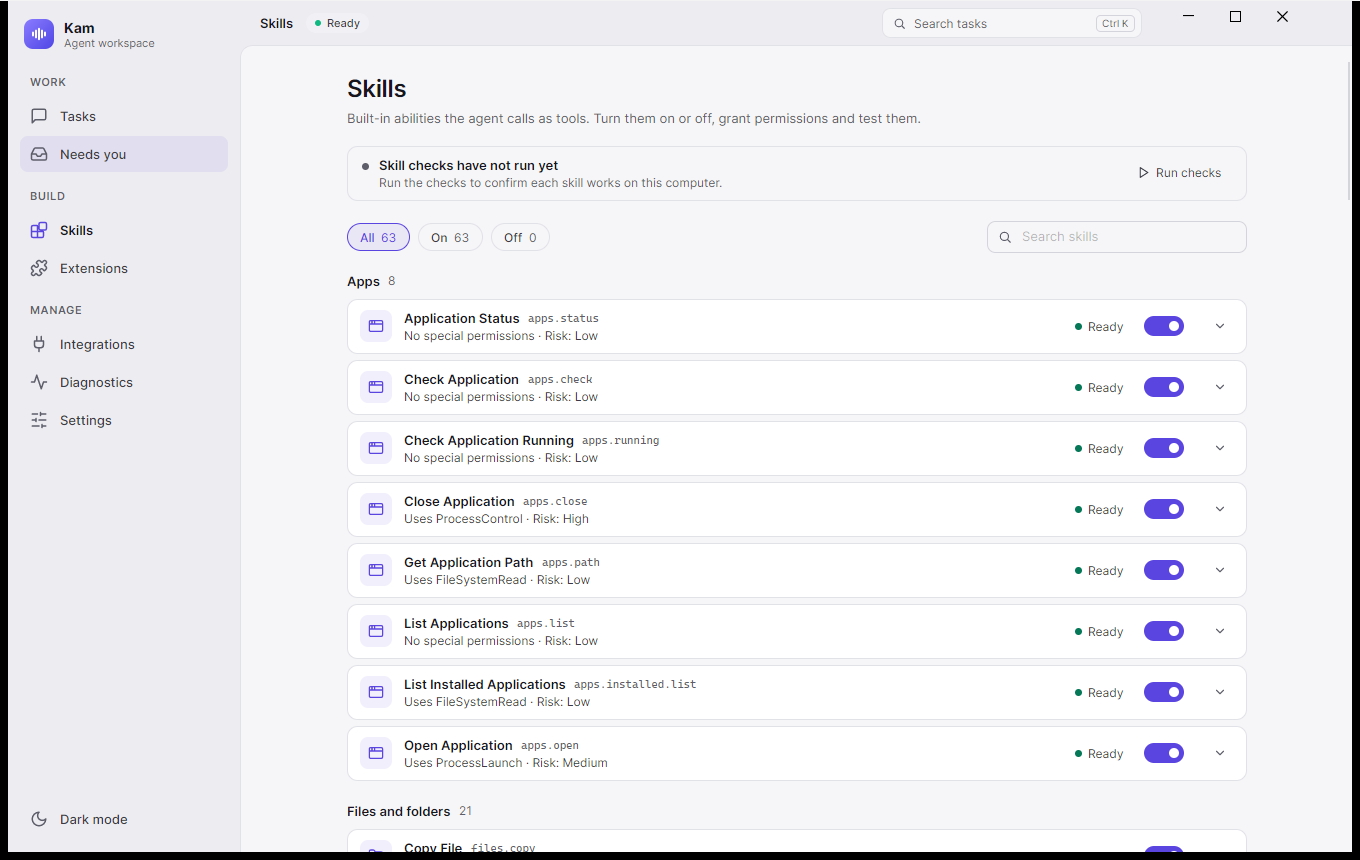 Kam
Agent workspace
Skills
Ready
Search tasks
Ctrl K
WORK
Tasks
Needs you
BUILD
Skills
Extensions
MANAGE
Integrations
Diagnostics
Settings
Dark mode
Skills
Built-in abilities the agent calls as tools. Turn them on or off, grant permissions and test them.
Skill checks have not run yet
Run the checks to confirm each skill works on this computer.
Run checks
All 63
On 63
Off 0
Search skills
Apps 8
Application Status apps.status
No special permissions · Risk: Low
Ready
Check Application apps.check
No special permissions · Risk: Low
Ready
Check Application Running apps.running
No special permissions · Risk: Low
Ready
Close Application apps.close
Uses ProcessControl · Risk: High
Ready
Get Application Path apps.path
Uses FileSystemRead · Risk: Low
Ready
List Applications apps.list
No special permissions · Risk: Low
Ready
List Installed Applications apps.installed.list
Uses FileSystemRead · Risk: Low
Ready
Open Application apps.open
Uses ProcessLaunch · Risk: Medium
Ready
Files and folders 21
Copy File files.copy